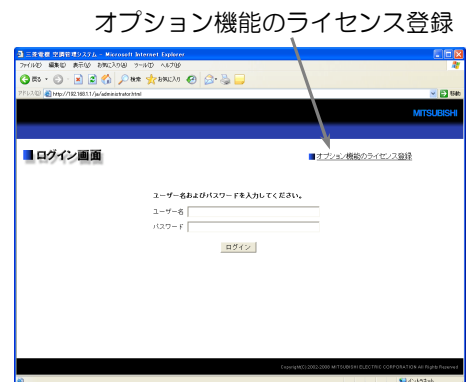 オプション機能のライセンス登録
三菱電機 空調管理システム - Microsoft Internet Explorer
ファイル(F) 編集(E) 表示(V) お気に入り(A) ツール(T) ヘルプ(H)
戻る 検索 お気に入り
アドレス(D) http://192.168.1.1/ja/administrator.html 移動
MITSUBISHI
ログイン画面
オプション機能のライセンス登録
ユーザー名およびパスワードを入力してください。
ユーザー名
パスワード
ログイン
Copyright(C)2002-2006 MITSUBISHI ELECTRIC CORPORATION All Rights Reserved
イントラネット